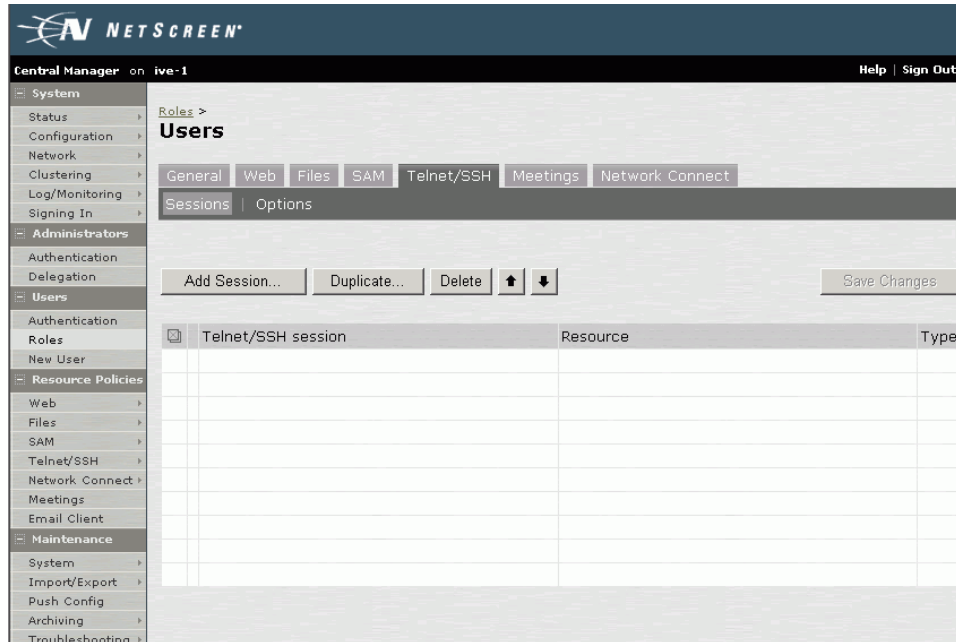 NETSCREEN
Central Manager on ive-1
Help | Sign Out
System
Status
Configuration
Network
Clustering
Log/Monitoring
Signing In
Administrators
Authentication
Delegation
Users
Authentication
Roles
New User
Resource Policies
Web
Files
SAM
Telnet/SSH
Network Connect
Meetings
Email Client
Maintenance
System
Import/Export
Push Config
Archiving
Troubleshooting
Roles >
Users
General Web Files SAM Telnet/SSH Meetings Network Connect
Sessions | Options
Add Session... Duplicate... Delete Save Changes
Telnet/SSH session Resource Type